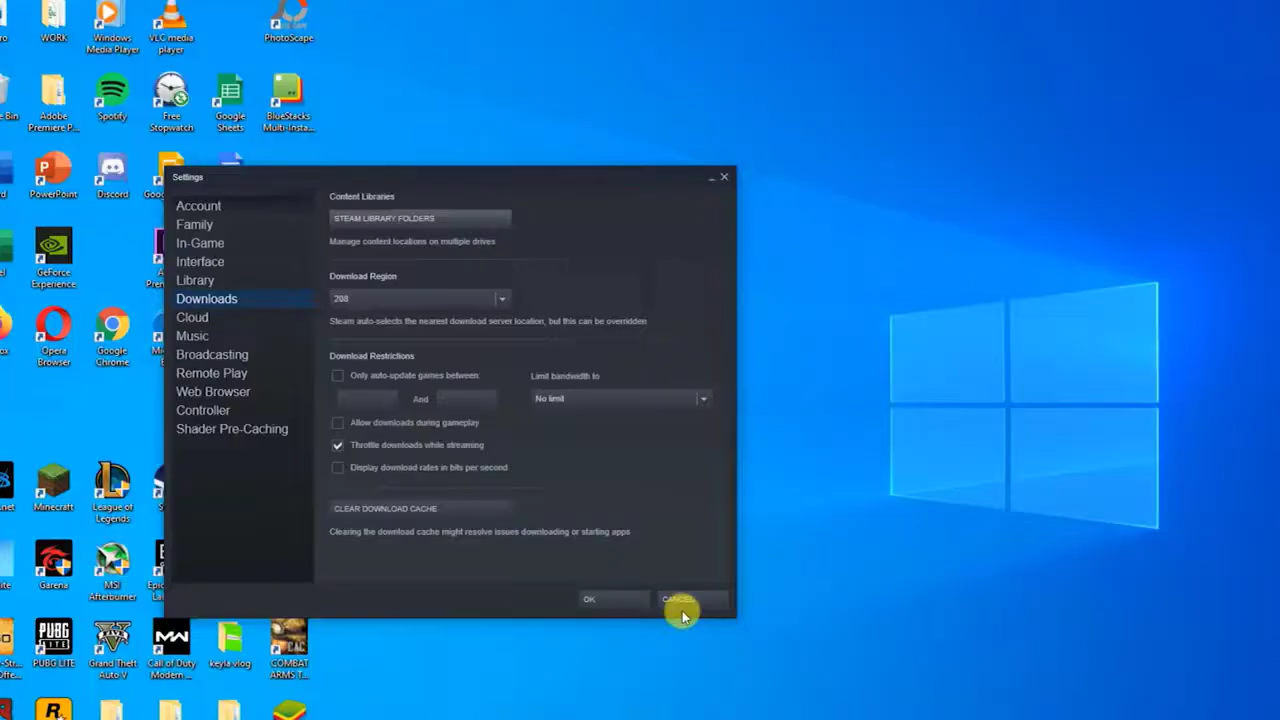 WORK
Windows
Media Player
VLC media
player
PhotoScape
Bin
Adobe
Premiere P...
Spotify
Free
Stopwatch
Google
Sheets
BlueStacks
Multi-Insta...
PowerPoint
Discord
GeForce
Experience
Opera
Browser
Google
Chrome
Minecraft
League of
Legends
Garena
MSI
Afterburner
PUBG
LITE
PUBG LITE
Grand Theft
Auto V
MW
Call of Duty
Modern ...
keyla vlog
COMBAT
ARMS T...
Settings
Account
Family
In-Game
Interface
Library
Downloads
Cloud
Music
Broadcasting
Remote Play
Web Browser
Controller
Shader Pre-Caching
Content Libraries
STEAM LIBRARY FOLDERS
Manage content locations on multiple drives
Download Region
208
Steam auto-selects the nearest download server location, but this can be overridden
Download Restrictions
Only auto-update games between:
Limit bandwidth to
And
No limit
Allow downloads during gameplay
Throttle downloads while streaming
Display download rates in bits per second
CLEAR DOWNLOAD CACHE
Clearing the download cache might resolve issues downloading or starting apps
OK
CANCEL